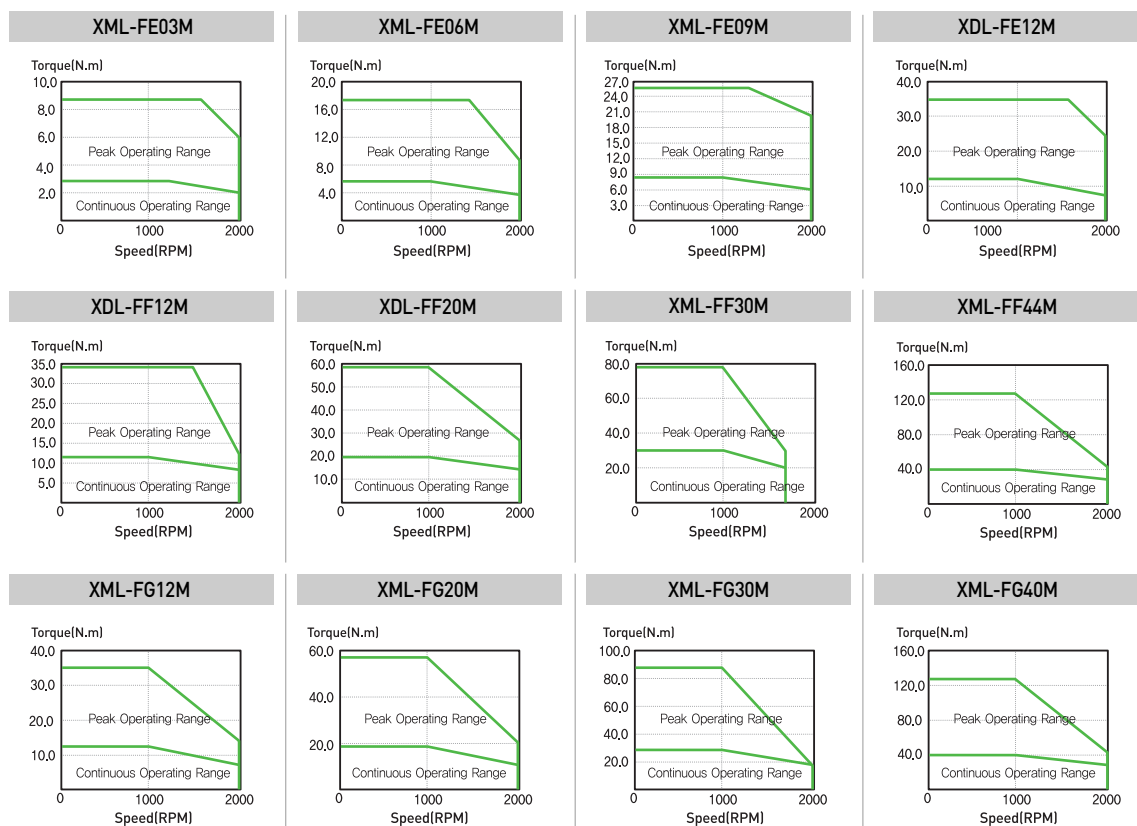 XML-FE03M
XML-FE06M
XML-FE09M
XDL-FE12M
Torque(N.m)
10.0
8.0
6.0
4.0
2.0
Peak Operating Range
Continuous Operating Range
0 1000 2000
Speed(RPM)
Torque(N.m)
20.0
16.0
12.0
8.0
4.0
Peak Operating Range
Continuous Operating Range
0 1000 2000
Speed(RPM)
Torque(N.m)
27.0
24.0
21.0
18.0
15.0
12.0
9.0
6.0
3.0
Peak Operating Range
Continuous Operating Range
0 1000 2000
Speed(RPM)
Torque(N.m)
40.0
30.0
20.0
10.0
Peak Operating Range
Continuous Operating Range
0 1000 2000
Speed(RPM)
XDL-FF12M
XDL-FF20M
XML-FF30M
XML-FF44M
Torque(N.m)
35.0
30.0
25.0
20.0
15.0
10.0
5.0
Peak Operating Range
Continuous Operating Range
0 1000 2000
Speed(RPM)
Torque(N.m)
60.0
50.0
40.0
30.0
20.0
10.0
Peak Operating Range
Continuous Operating Range
0 1000 2000
Speed(RPM)
Torque(N.m)
80.0
60.0
40.0
20.0
Peak Operating Range
Continuous Operating Range
0 1000 2000
Speed(RPM)
Torque(N.m)
160.0
120.0
80.0
40.0
Peak Operating Range
Continuous Operating Range
0 1000 2000
Speed(RPM)
XML-FG12M
XML-FG20M
XML-FG30M
XML-FG40M
Torque(N.m)
40.0
30.0
20.0
10.0
Peak Operating Range
Continuous Operating Range
0 1000 2000
Speed(RPM)
Torque(N.m)
60.0
40.0
20.0
Peak Operating Range
Continuous Operating Range
0 1000 2000
Speed(RPM)
Torque(N.m)
100.0
80.0
60.0
40.0
20.0
Peak Operating Range
Continuous Operating Range
0 1000 2000
Speed(RPM)
Torque(N.m)
160.0
120.0
80.0
40.0
Peak Operating Range
Continuous Operating Range
0 1000 2000
Speed(RPM)